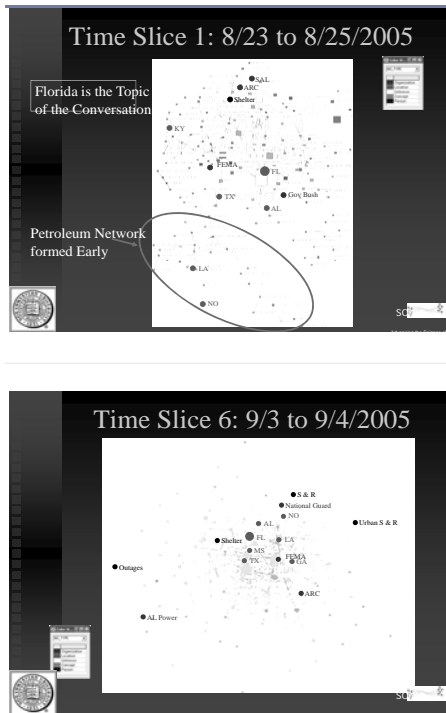 Time Slice 1: 8/23 to 8/25/2005
Florida is the Topic
of the Conversation
SAL
ARC
Shelter
KY
FEMA
FL
TX
Gov Bush
AL
Petroleum Network
formed Early
LA
NO
Time Slice 6: 9/3 to 9/4/2005
S & R
National Guard
NO
AL
Urban S & R
FL
Shelter
LA
MS
FEMA
TX
GA
Outages
ARC
AL Power